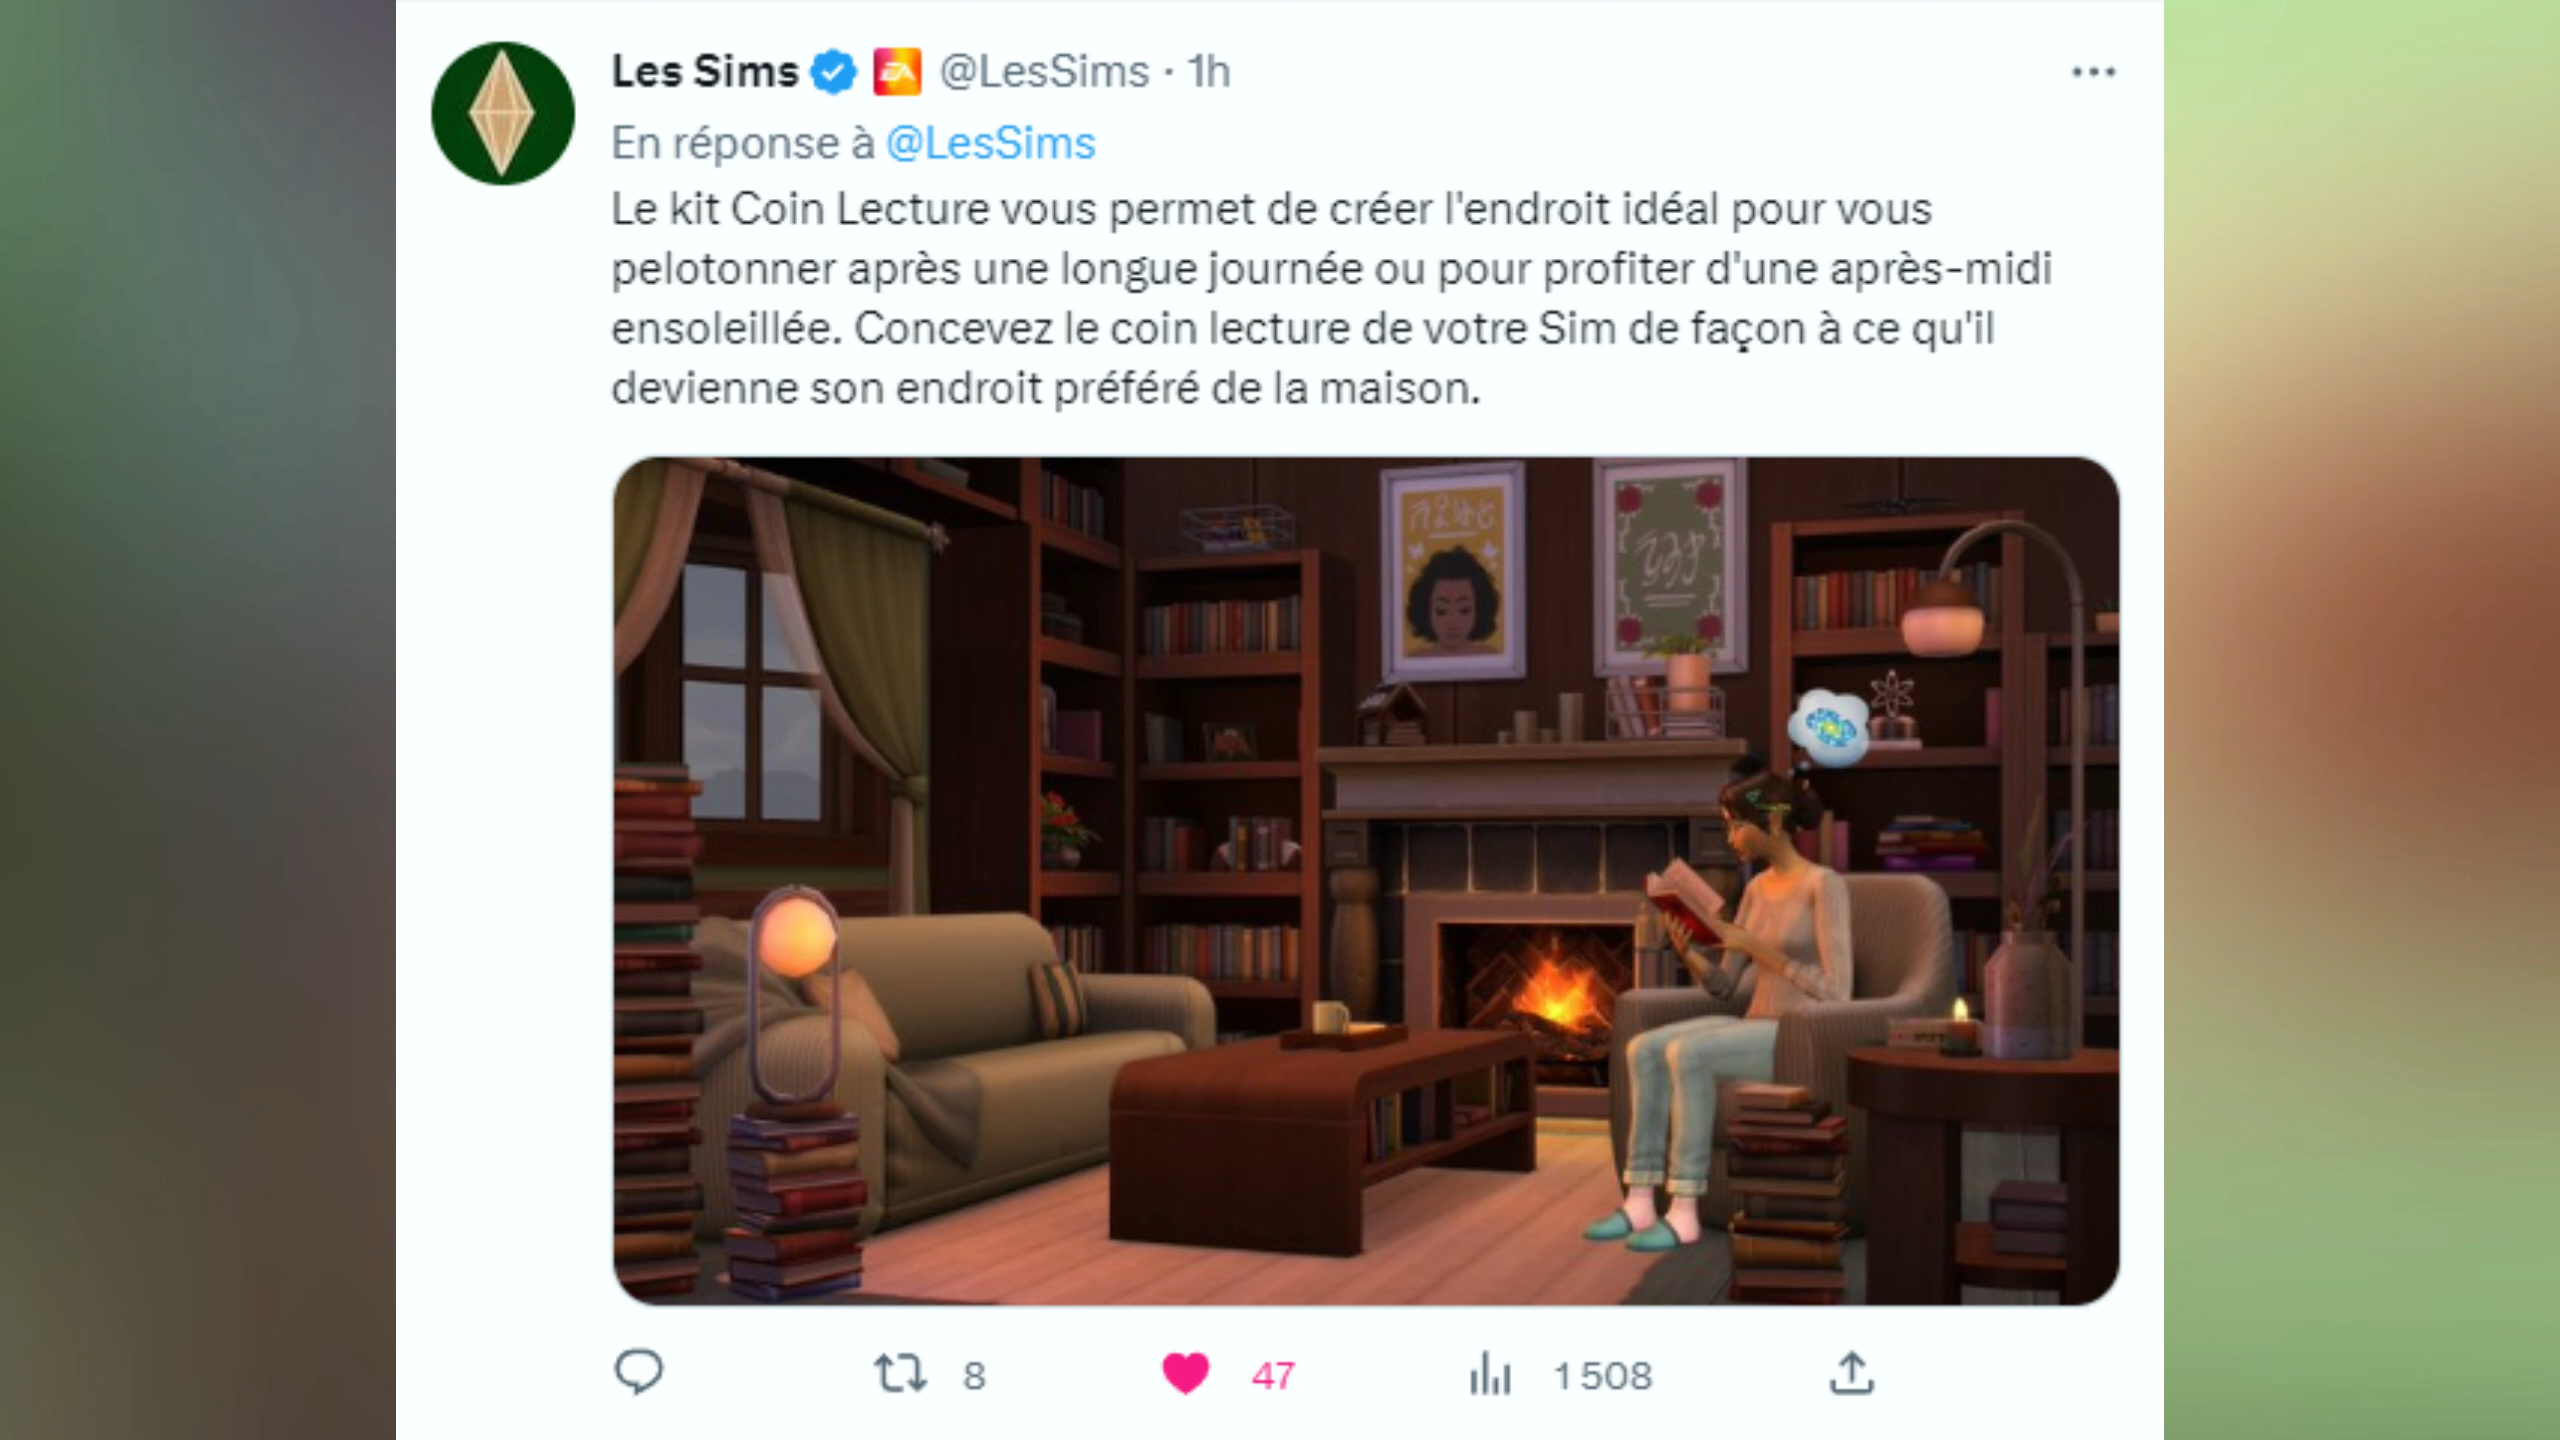 Les Sims EA @LesSims · 1h
En réponse à @LesSims
Le kit Coin Lecture vous permet de créer l'endroit idéal pour vous
pelotonner après une longue journée ou pour profiter d'une après-midi
ensoleillée. Concevez le coin lecture de votre Sim de façon à ce qu'il
devienne son endroit préféré de la maison.
8 47 1 508